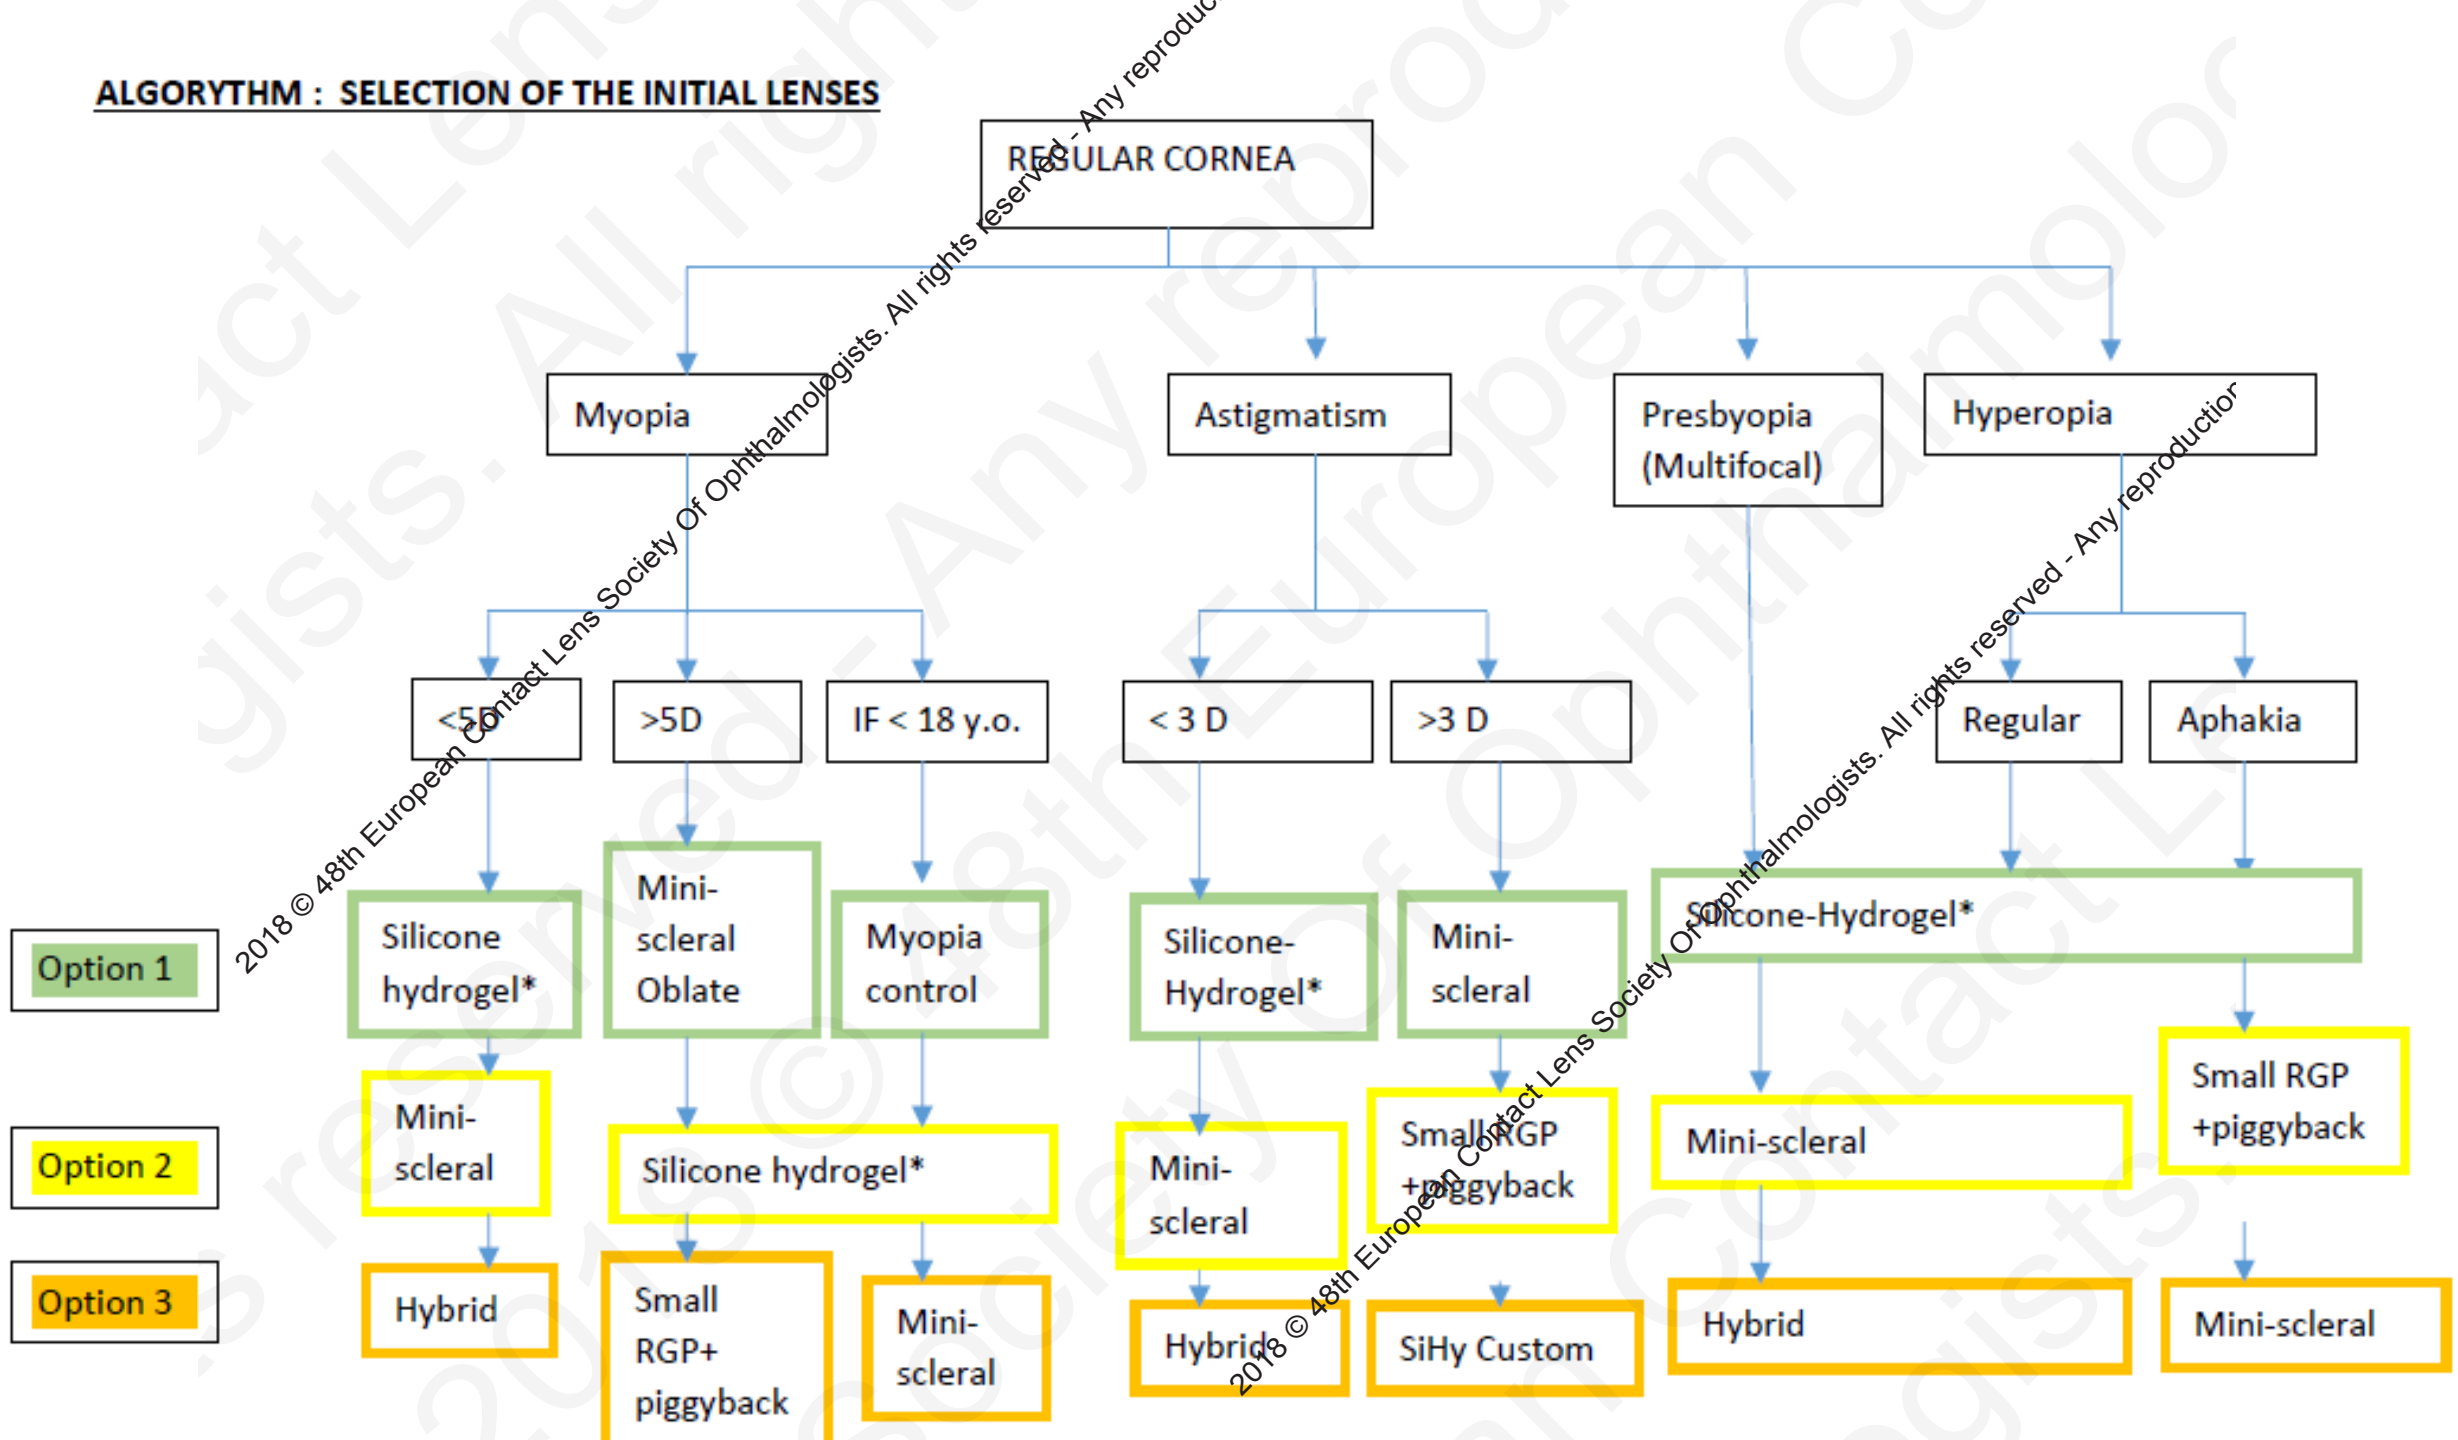 ALGORYTHM : SELECTION OF THE INITIAL LENSES
REGULAR CORNEA
Myopia
Astigmatism
Presbyopia
(Multifocal)
Hyperopia
<5D
>5D
IF < 18 y.o.
< 3 D
>3 D
Regular
Aphakia
Option 1
Silicone
hydrogel*
Mini-
scleral
Oblate
Myopia
control
Silicone-
Hydrogel*
Mini-
scleral
Silicone-Hydrogel*
Option 2
Mini-
scleral
Silicone hydrogel*
Mini-
scleral
Small RGP
+piggyback
Mini-scleral
Small RGP
+piggyback
Option 3
Hybrid
Small
RGP+
piggyback
Mini-
scleral
Hybrid
SiHy Custom
Hybrid
Mini-scleral
2018 © 48th European Contact Lens Society Of Ophthalmologists. All rights reserved - Any reproduc
2018 © 48th European Contact Lens Society Of Ophthalmologists. All rights reserved - Any reproduction